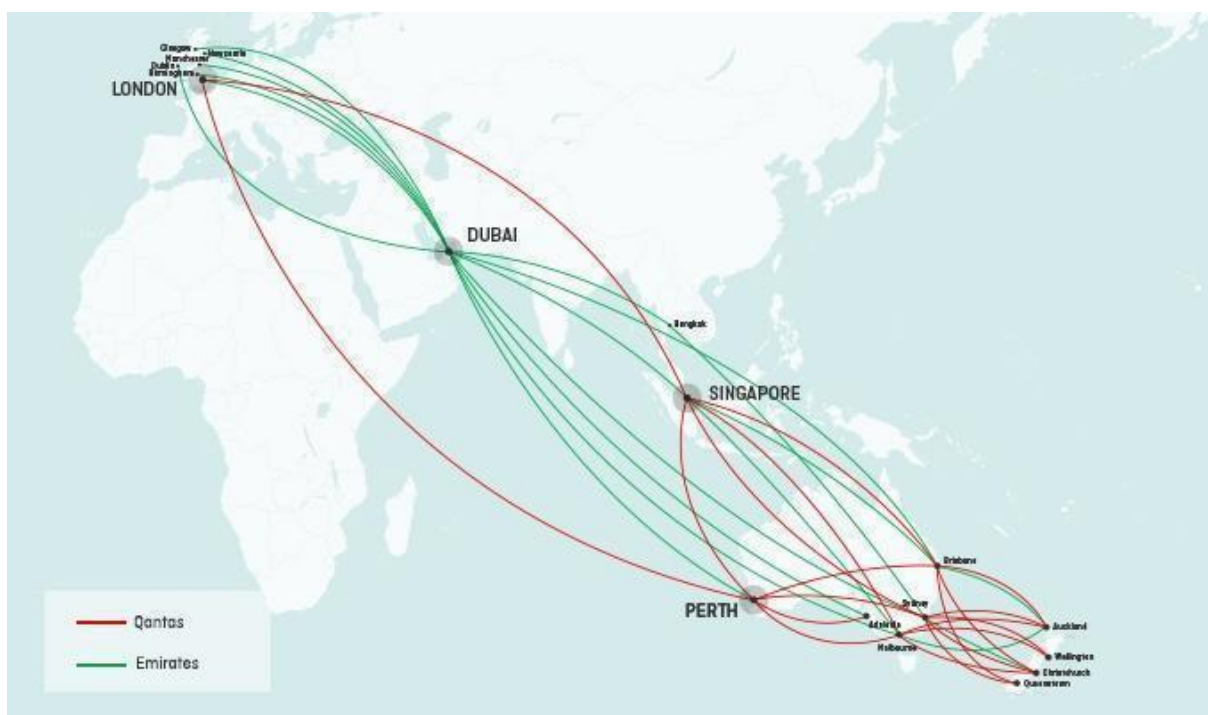 Glasgow
Newcastle
Manchester
Dublin
Birmingham
LONDON
DUBAI
Bangkok
SINGAPORE
Brisbane
PERTH
Sydney
Adelaide
Melbourne
Auckland
Wellington
Christchurch
Queenstown
Qantas
Emirates